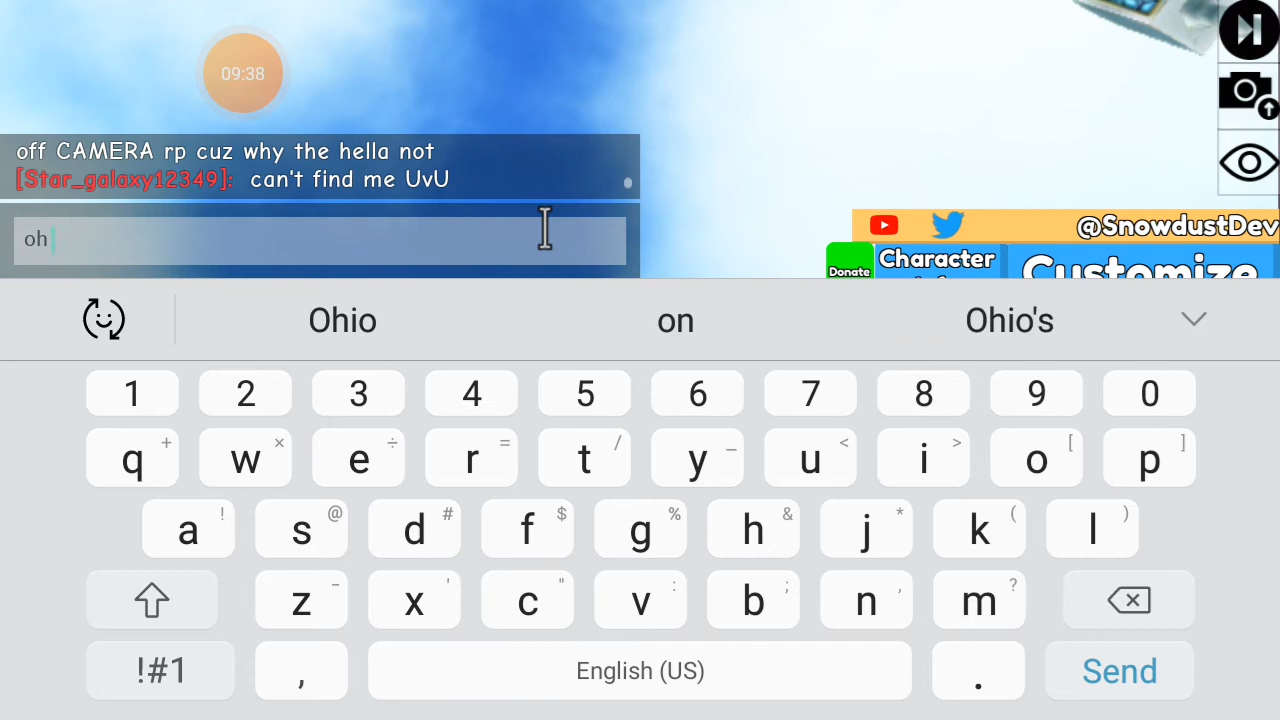 09:38
off CAMERA rp cuz why the hella not
[Star_galaxy12349]: can't find me UvU
oh
@SnowdustDev
Donate
Character
Customize
Ohio on Ohio's
1 2 3 4 5 6 7 8 9 0
q + w × e ÷ r = t / y _ u < i > o [ p ]
a ! s @ d # f $ g % h & j * k ( l )
z - x ' c " v : b ; n , m ?
!#1 , English (US) . Send